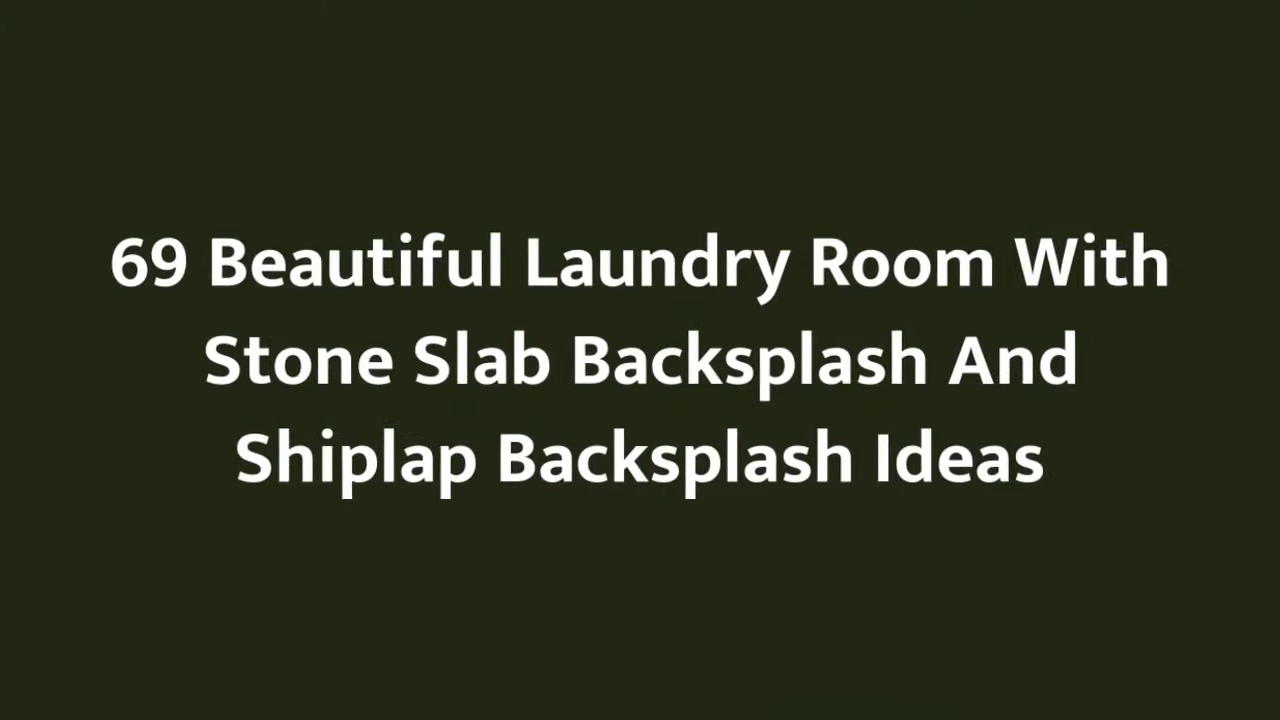 69 Beautiful Laundry Room With
Stone Slab Backsplash And
Shiplap Backsplash Ideas